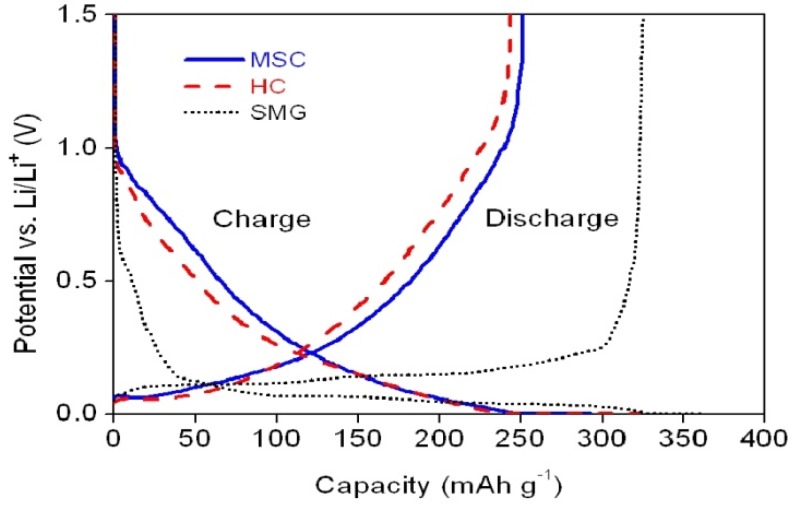 1.5
1.0
0.5
0.0
Potential vs. Li/Li⁺ (V)
MSC
HC
SMG
Charge
Discharge
0 50 100 150 200 250 300 350 400
Capacity (mAh g⁻¹)